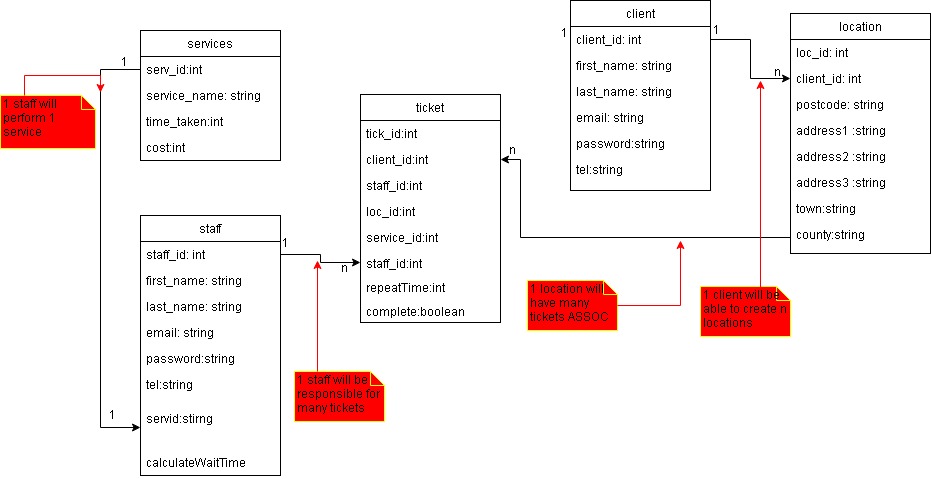 services
serv_id:int
service_name: string
time_taken:int
cost:int
1
1 staff will
perform 1
service
staff
staff_id: int
first_name: string
last_name: string
email: string
password:string
tel:string
servid:stirng
calculateWaitTime
1
1
n
1 staff will be
responsible for
many tickets
ticket
tick_id:int
client_id:int
staff_id:int
loc_id:int
service_id:int
staff_id:int
repeatTime:int
complete:boolean
n
client
1
client_id: int
first_name: string
last_name: string
email: string
password:string
tel:string
1
n
location
loc_id: int
client_id: int
postcode: string
address1 :string
address2 :string
address3 :string
town:string
county:string
1 location will
have many
tickets ASSOC
1 client will be
able to create n
locations